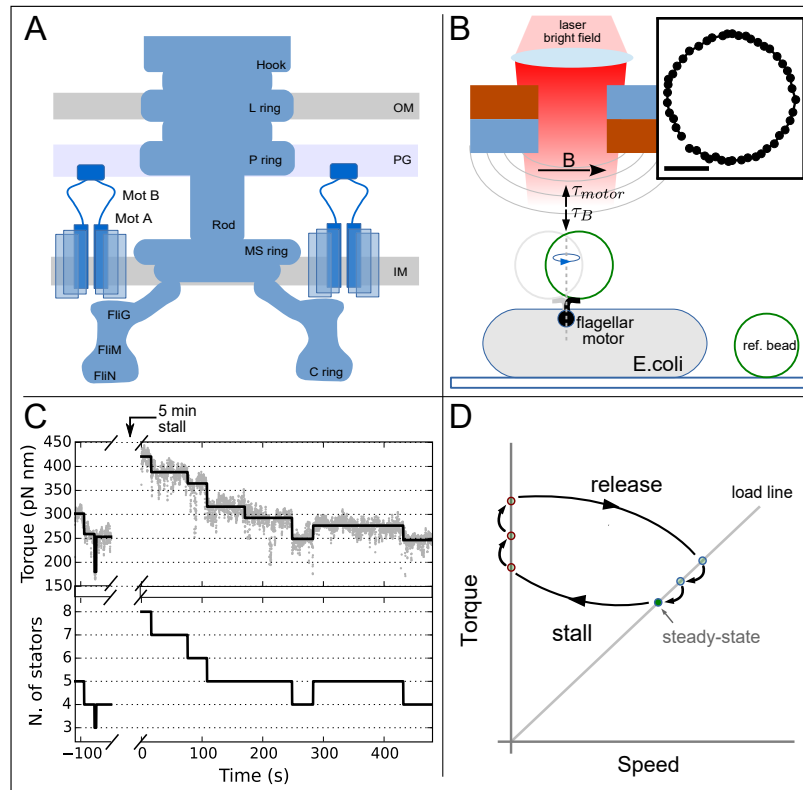 A
Hook
L ring
OM
P ring
PG
Mot B
Mot A
Rod
MS ring
IM
FliG
FliM
FliN
C ring
B
laser
bright field
B
τmotor
τB
flagellar
motor
E.coli
ref. bead
C
5 min
stall
Torque (pN nm)
450
400
350
300
250
200
150
N. of stators
8
7
6
5
4
3
−100
0
100
200
300
400
Time (s)
D
release
load line
stall
steady-state
Torque
Speed